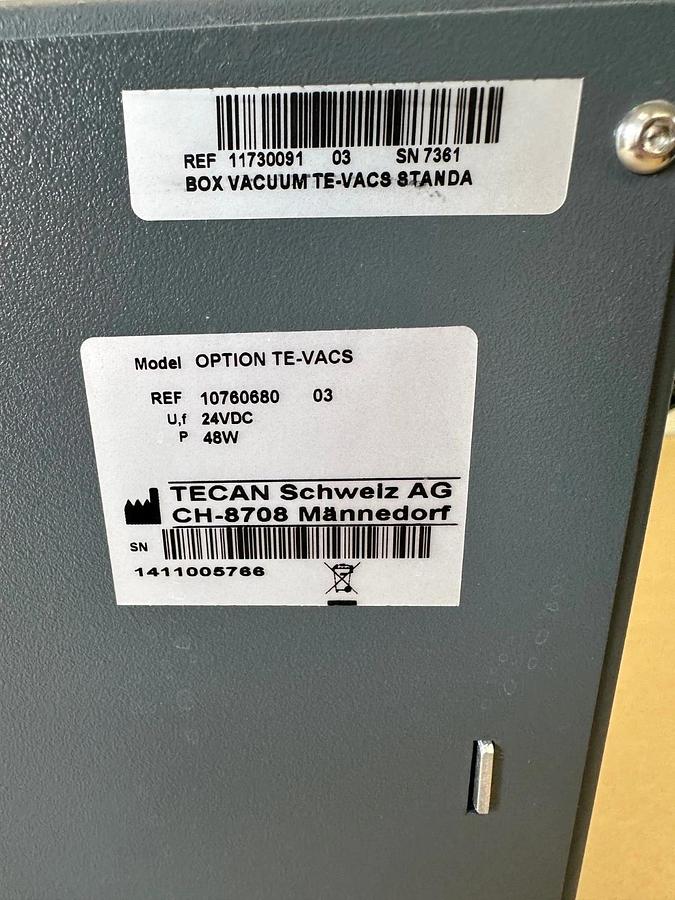 REF 11730091 03 SN 7361
BOX VACUUM TE-VACS STANDA
Model OPTION TE-VACS
REF 10760680 03
U,f 24VDC
P 48W
TECAN Schweiz AG
CH-8708 Männedorf
SN
1411005766